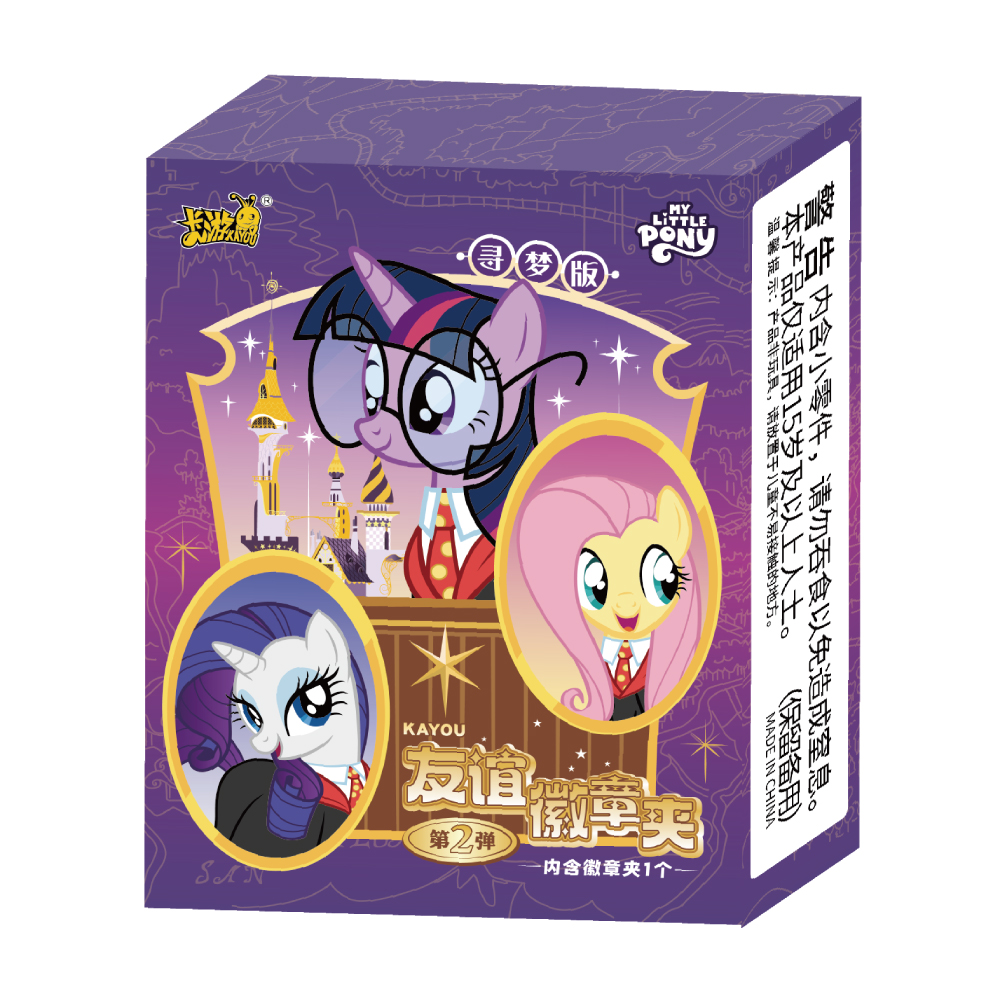 卡游 KAYOU ®
MY
LITTLE
PONY
寻梦版
KAYOU
友谊
徽章夹
第2弹
内含徽章夹1个
警告内含小零件，请勿吞食以免造成窒息。
本产品仅适用15岁及以上人士。(保留备用)
温馨提示：产品非玩具，请放置于儿童不易接触的地方。
MADE IN CHINA